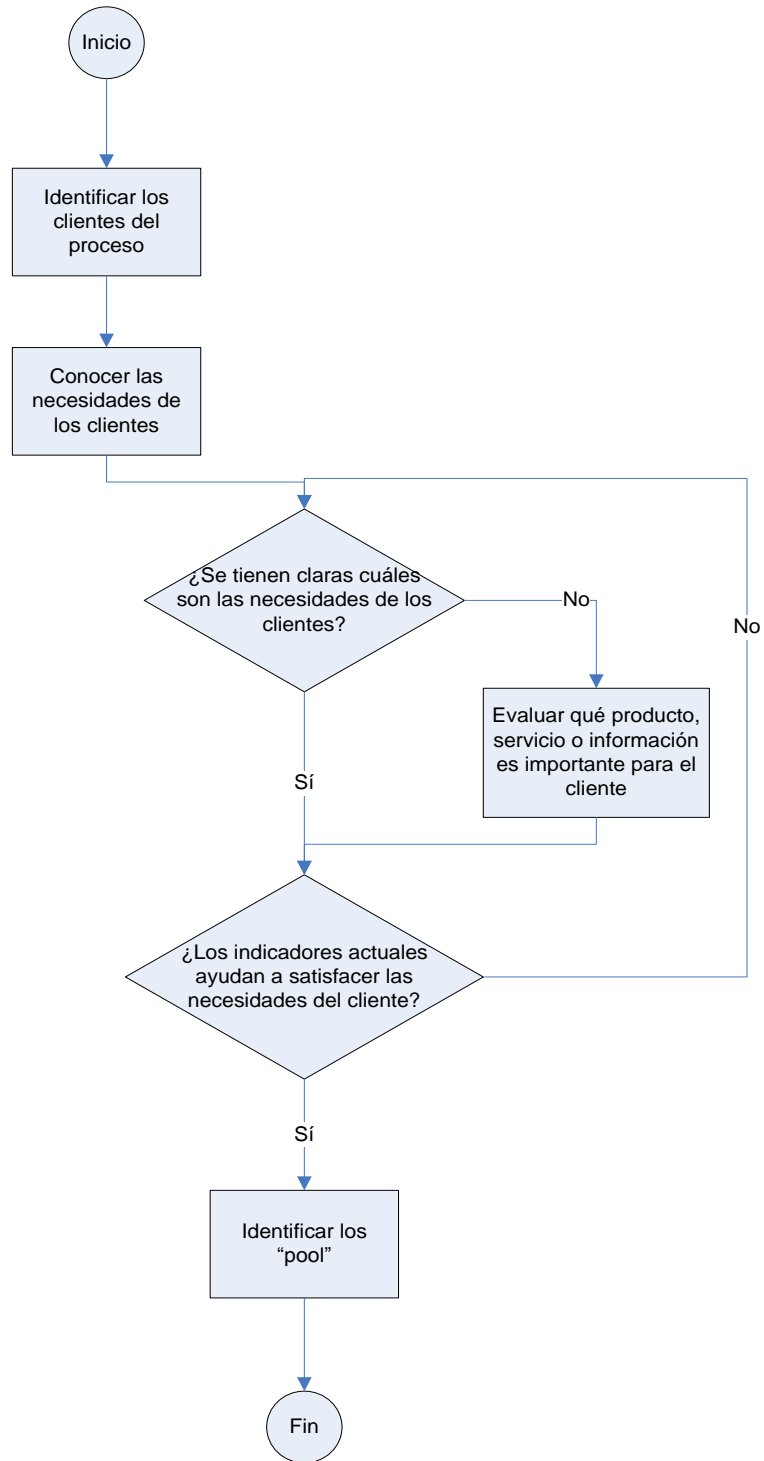 Inicio
Identificar los
clientes del
proceso
Conocer las
necesidades de
los clientes
¿Se tienen claras cuáles
son las necesidades de los
clientes?
No
No
Evaluar qué producto,
servicio o información
es importante para el
cliente
Sí
¿Los indicadores actuales
ayudan a satisfacer las
necesidades del cliente?
Sí
Identificar los
“pool”
Fin